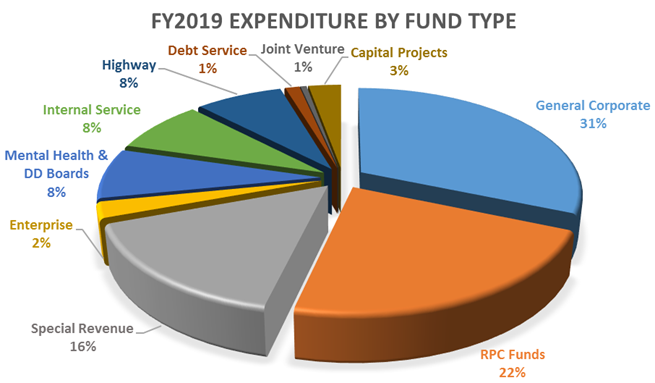 FY2019 EXPENDITURE BY FUND TYPE
Debt Service
1%
Joint Venture
1%
Capital Projects
3%
Highway
8%
General Corporate
31%
Internal Service
8%
Mental Health &
DD Boards
8%
Enterprise
2%
Special Revenue
16%
RPC Funds
22%